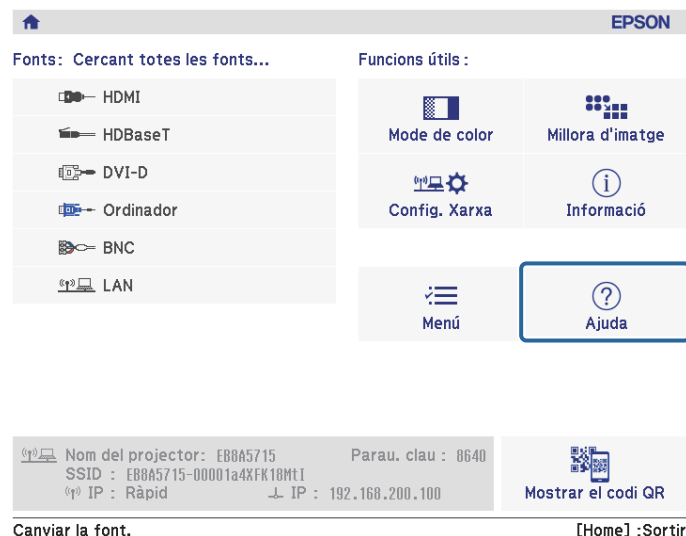 EPSON
Fonts: Cercant totes les fonts...
HDMI
HDBaseT
DVI-D
Ordinador
BNC
LAN
Funcions útils :
Mode de color
Millora d'imatge
Config. Xarxa
Informació
Menú
Ajuda
Nom del projector: EB8A5715 Parau. clau : 8640
SSID : EB8A5715-00001a4XFK18MtI
IP : Ràpid IP : 192.168.200.100
Mostrar el codi QR
Canviar la font. [Home] :Sortir